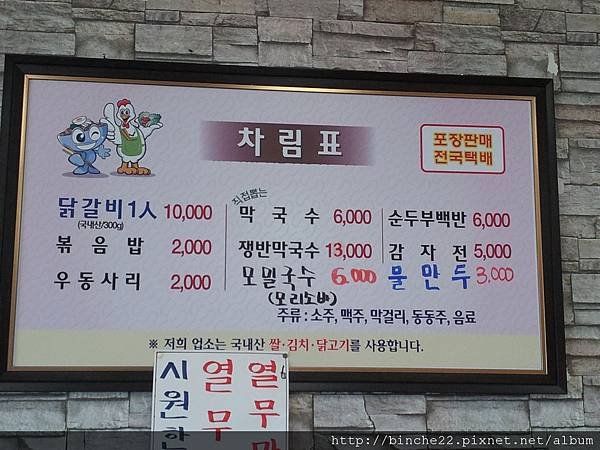 차림표
포장판매
전국택배
닭갈비1人 10,000
(국내산/300g)
볶음밥 2,000
우동사리 2,000
직접뽑는
막국수 6,000
쟁반막국수 13,000
모밀국수 6,000
(모리소바)
순두부백반 6,000
감자전 5,000
물만두 3,000
주류 : 소주, 맥주, 막걸리, 동동주, 음료
※ 저희 업소는 국내산 쌀·김치·닭고기를 사용합니다.
시원하
열무
열무
http://binche22.pixnet.net/album